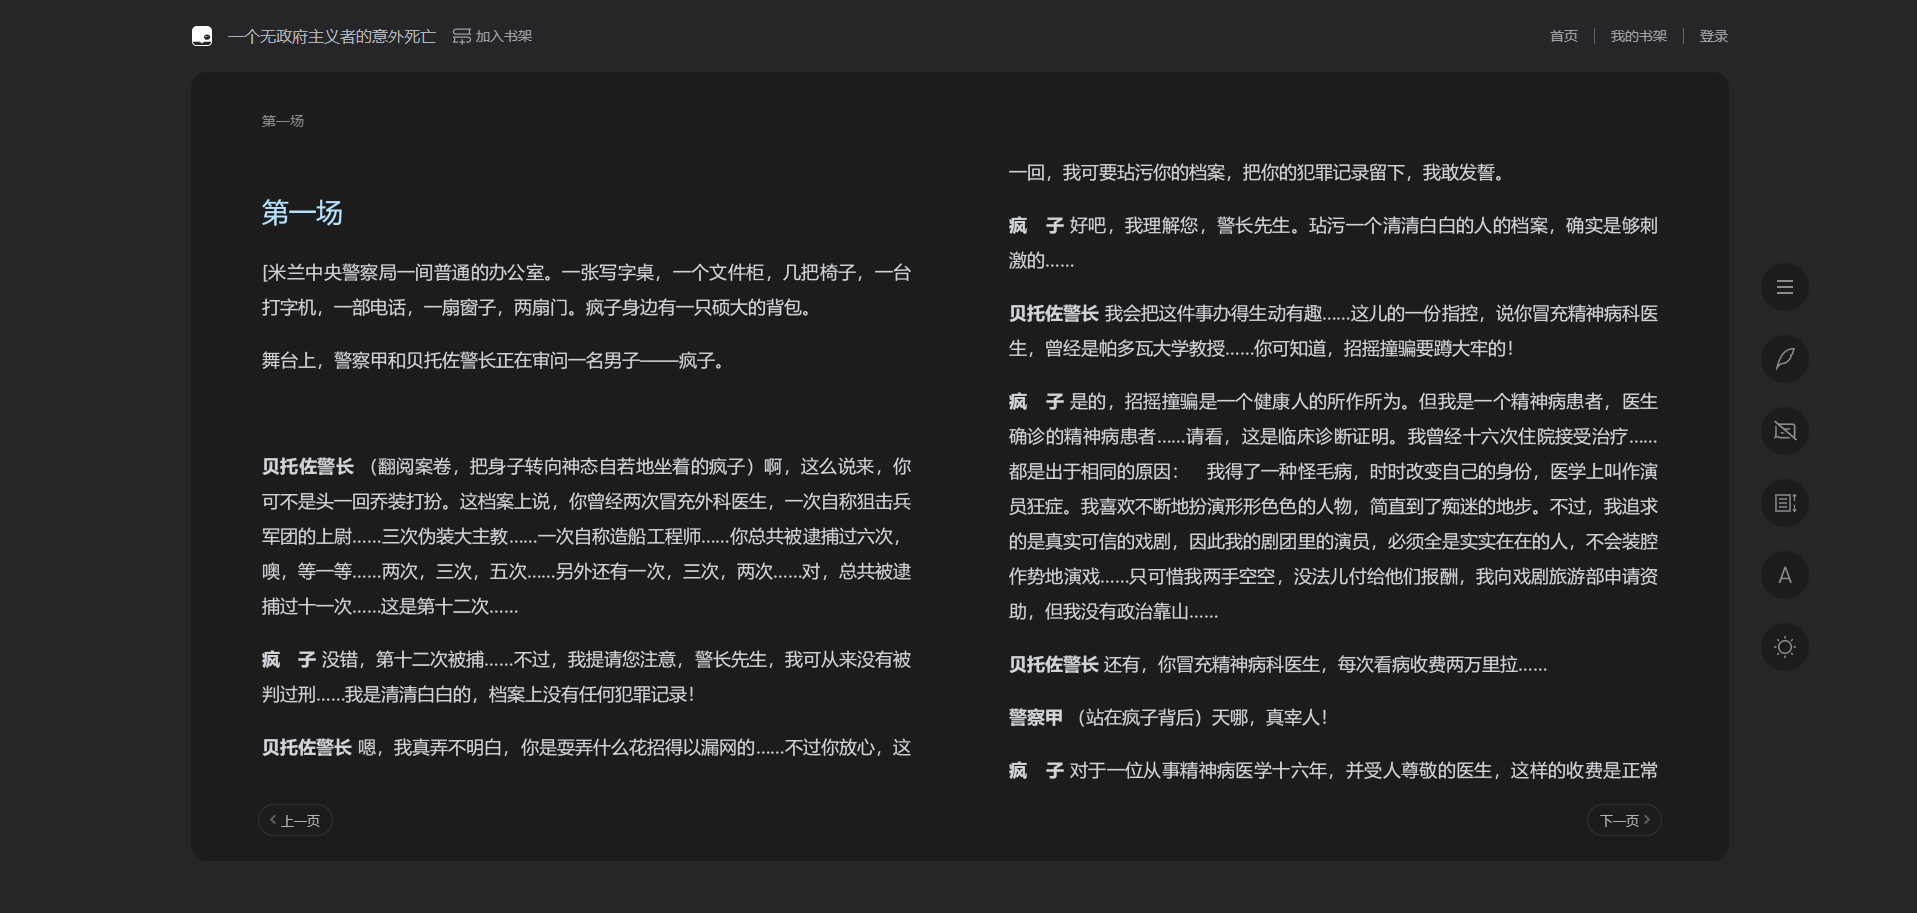 一个无政府主义者的意外死亡 加入书架 首页 我的书架 登录
第一场
第一场
[米兰中央警察局一间普通的办公室。一张写字桌，一个文件柜，几把椅子，一台
打字机，一部电话，一扇窗子，两扇门。疯子身边有一只硕大的背包。
舞台上，警察甲和贝托佐警长正在审问一名男子——疯子。
贝托佐警长 （翻阅案卷，把身子转向神态自若地坐着的疯子）啊，这么说来，你
可不是头一回乔装打扮。这档案上说，你曾经两次冒充外科医生，一次自称狙击兵
军团的上尉……三次伪装大主教……一次自称造船工程师……你总共被逮捕过六次，
噢，等一等……两次，三次，五次……另外还有一次，三次，两次……对，总共被逮
捕过十一次……这是第十二次……
疯　子 没错，第十二次被捕……不过，我提请您注意，警长先生，我可从来没有被
判过刑……我是清清白白的，档案上没有任何犯罪记录！
贝托佐警长 嗯，我真弄不明白，你是耍弄什么花招得以漏网的……不过你放心，这
一回，我可要玷污你的档案，把你的犯罪记录留下，我敢发誓。
疯　子 好吧，我理解您，警长先生。玷污一个清清白白的人的档案，确实是够刺
激的……
贝托佐警长 我会把这件事办得生动有趣……这儿的一份指控，说你冒充精神病科医
生，曾经是帕多瓦大学教授……你可知道，招摇撞骗要蹲大牢的！
疯　子 是的，招摇撞骗是一个健康人的所作所为。但我是一个精神病患者，医生
确诊的精神病患者……请看，这是临床诊断证明。我曾经十六次住院接受治疗……
都是出于相同的原因：　我得了一种怪毛病，时时改变自己的身份，医学上叫作演
员狂症。我喜欢不断地扮演形形色色的人物，简直到了痴迷的地步。不过，我追求
的是真实可信的戏剧，因此我的剧团里的演员，必须全是实实在在的人，不会装腔
作势地演戏……只可惜我两手空空，没法儿付给他们报酬，我向戏剧旅游部申请资
助，但我没有政治靠山……
贝托佐警长 还有，你冒充精神病科医生，每次看病收费两万里拉……
警察甲 （站在疯子背后）天哪，真宰人！
疯　子 对于一位从事精神病医学十六年，并受人尊敬的医生，这样的收费是正常
上一页
下一页